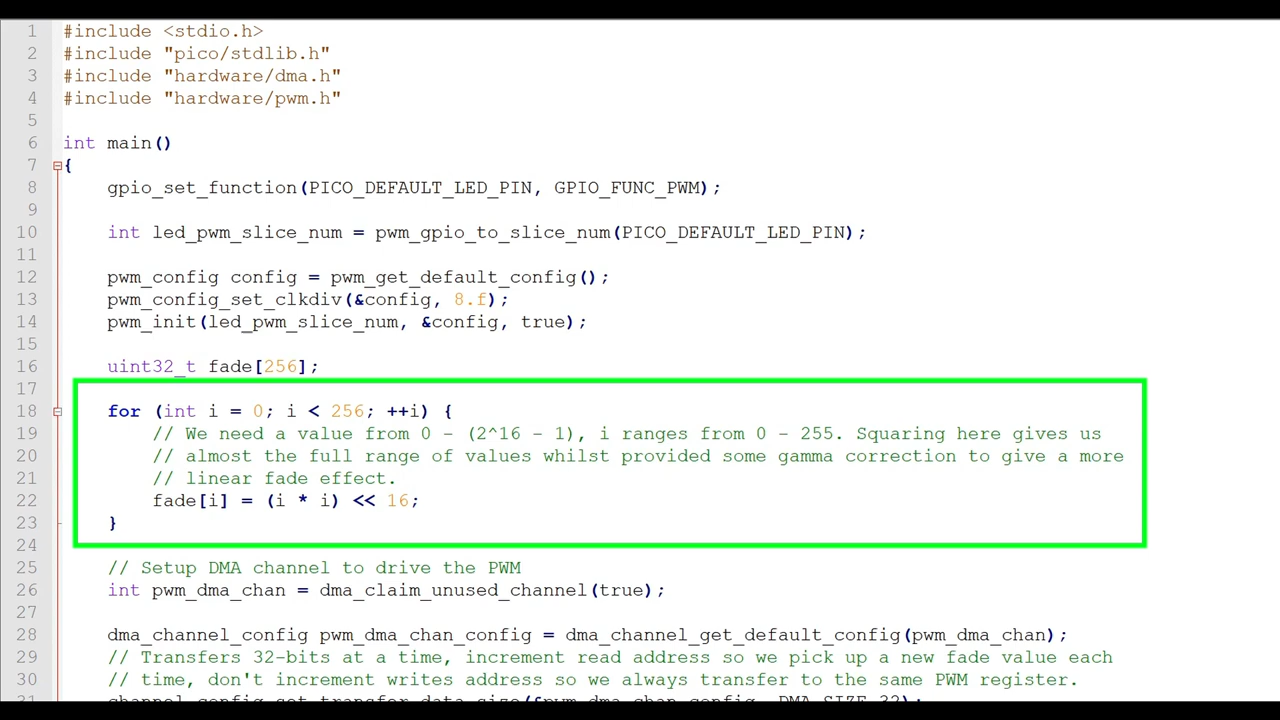 1 #include <stdio.h>
2 #include "pico/stdlib.h"
3 #include "hardware/dma.h"
4 #include "hardware/pwm.h"
5
6 int main()
7 {
8 gpio_set_function(PICO_DEFAULT_LED_PIN, GPIO_FUNC_PWM);
9
10 int led_pwm_slice_num = pwm_gpio_to_slice_num(PICO_DEFAULT_LED_PIN);
11
12 pwm_config config = pwm_get_default_config();
13 pwm_config_set_clkdiv(&config, 8.f);
14 pwm_init(led_pwm_slice_num, &config, true);
15
16 uint32_t fade[256];
17
18 for (int i = 0; i < 256; ++i) {
19 // We need a value from 0 - (2^16 - 1), i ranges from 0 - 255. Squaring here gives us
20 // almost the full range of values whilst provided some gamma correction to give a more
21 // linear fade effect.
22 fade[i] = (i * i) << 16;
23 }
24
25 // Setup DMA channel to drive the PWM
26 int pwm_dma_chan = dma_claim_unused_channel(true);
27
28 dma_channel_config pwm_dma_chan_config = dma_channel_get_default_config(pwm_dma_chan);
29 // Transfers 32-bits at a time, increment read address so we pick up a new fade value each
30 // time, don't increment writes address so we always transfer to the same PWM register.
31 channel_config_set_transfer_data_size(&pwm_dma_chan_config, DMA_SIZE_32);